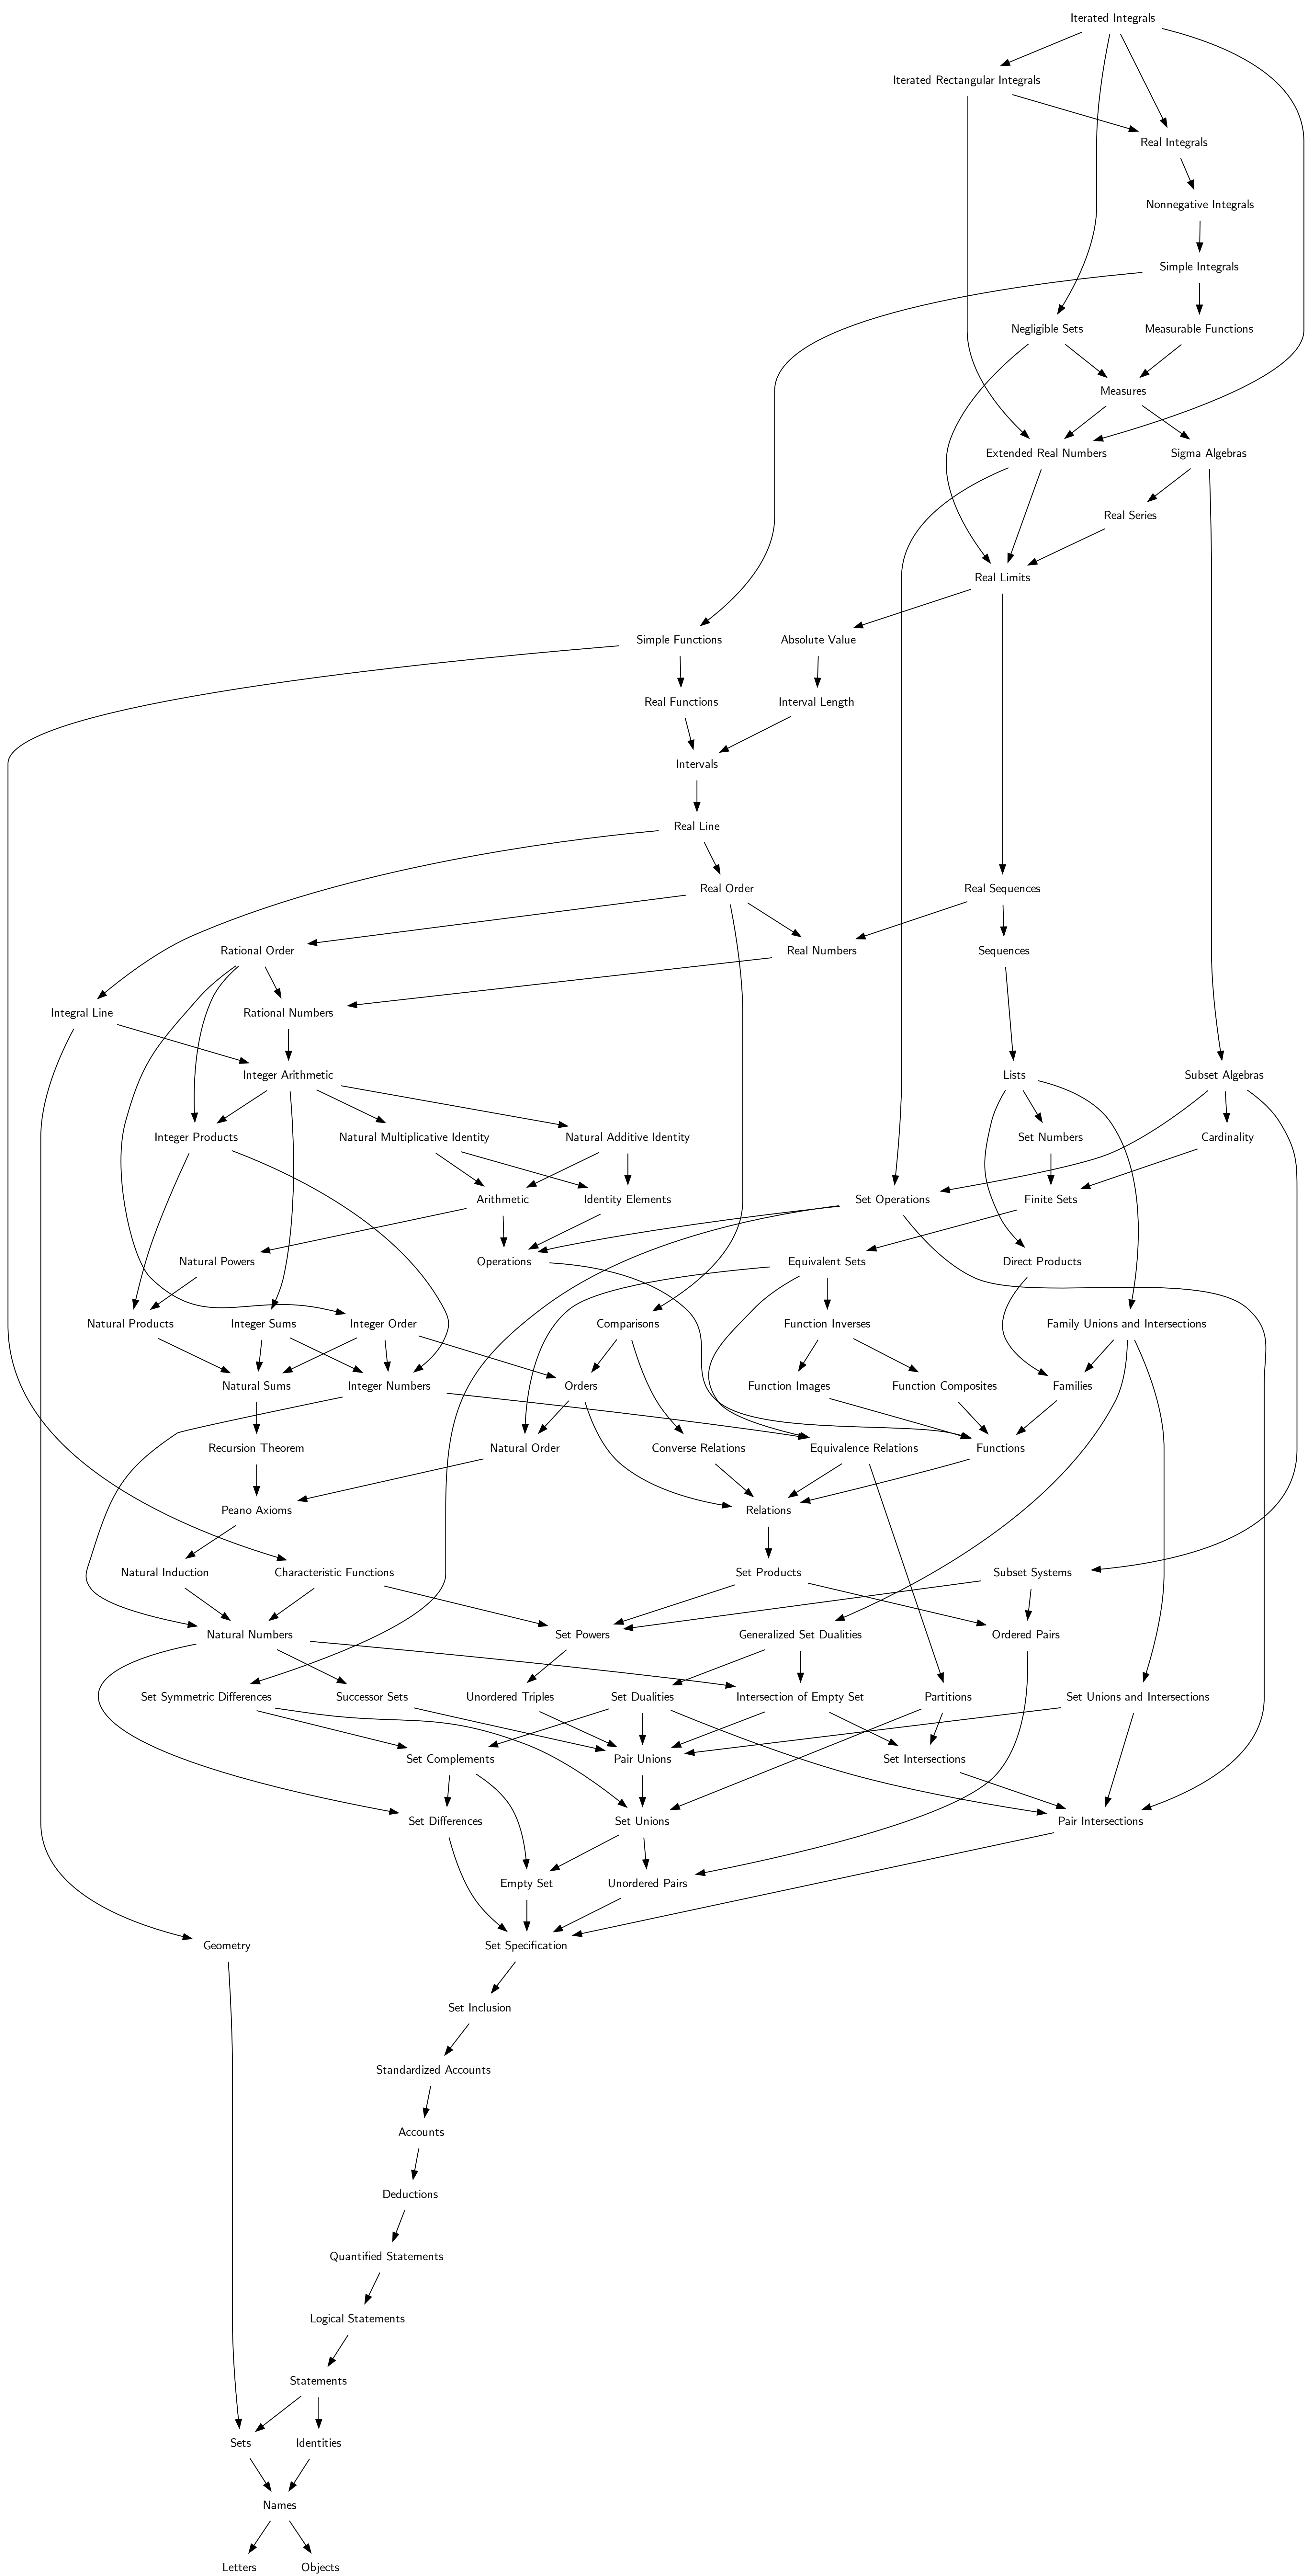 Iterated Integrals
Iterated Rectangular Integrals
Real Integrals
Nonnegative Integrals
Simple Integrals
Negligible Sets
Measurable Functions
Measures
Extended Real Numbers
Sigma Algebras
Real Series
Real Limits
Simple Functions
Absolute Value
Real Functions
Interval Length
Intervals
Real Line
Real Order
Real Sequences
Rational Order
Real Numbers
Sequences
Integral Line
Rational Numbers
Integer Arithmetic
Lists
Subset Algebras
Integer Products
Natural Multiplicative Identity
Natural Additive Identity
Set Numbers
Cardinality
Arithmetic
Identity Elements
Set Operations
Finite Sets
Natural Powers
Operations
Equivalent Sets
Direct Products
Natural Products
Integer Sums
Integer Order
Comparisons
Function Inverses
Family Unions and Intersections
Natural Sums
Integer Numbers
Orders
Function Images
Function Composites
Families
Recursion Theorem
Natural Order
Converse Relations
Equivalence Relations
Functions
Peano Axioms
Relations
Natural Induction
Characteristic Functions
Set Products
Subset Systems
Natural Numbers
Set Powers
Generalized Set Dualities
Ordered Pairs
Set Symmetric Differences
Successor Sets
Unordered Triples
Set Dualities
Intersection of Empty Set
Partitions
Set Unions and Intersections
Set Complements
Pair Unions
Set Intersections
Set Differences
Set Unions
Pair Intersections
Empty Set
Unordered Pairs
Geometry
Set Specification
Set Inclusion
Standardized Accounts
Accounts
Deductions
Quantified Statements
Logical Statements
Statements
Sets
Identities
Names
Letters
Objects